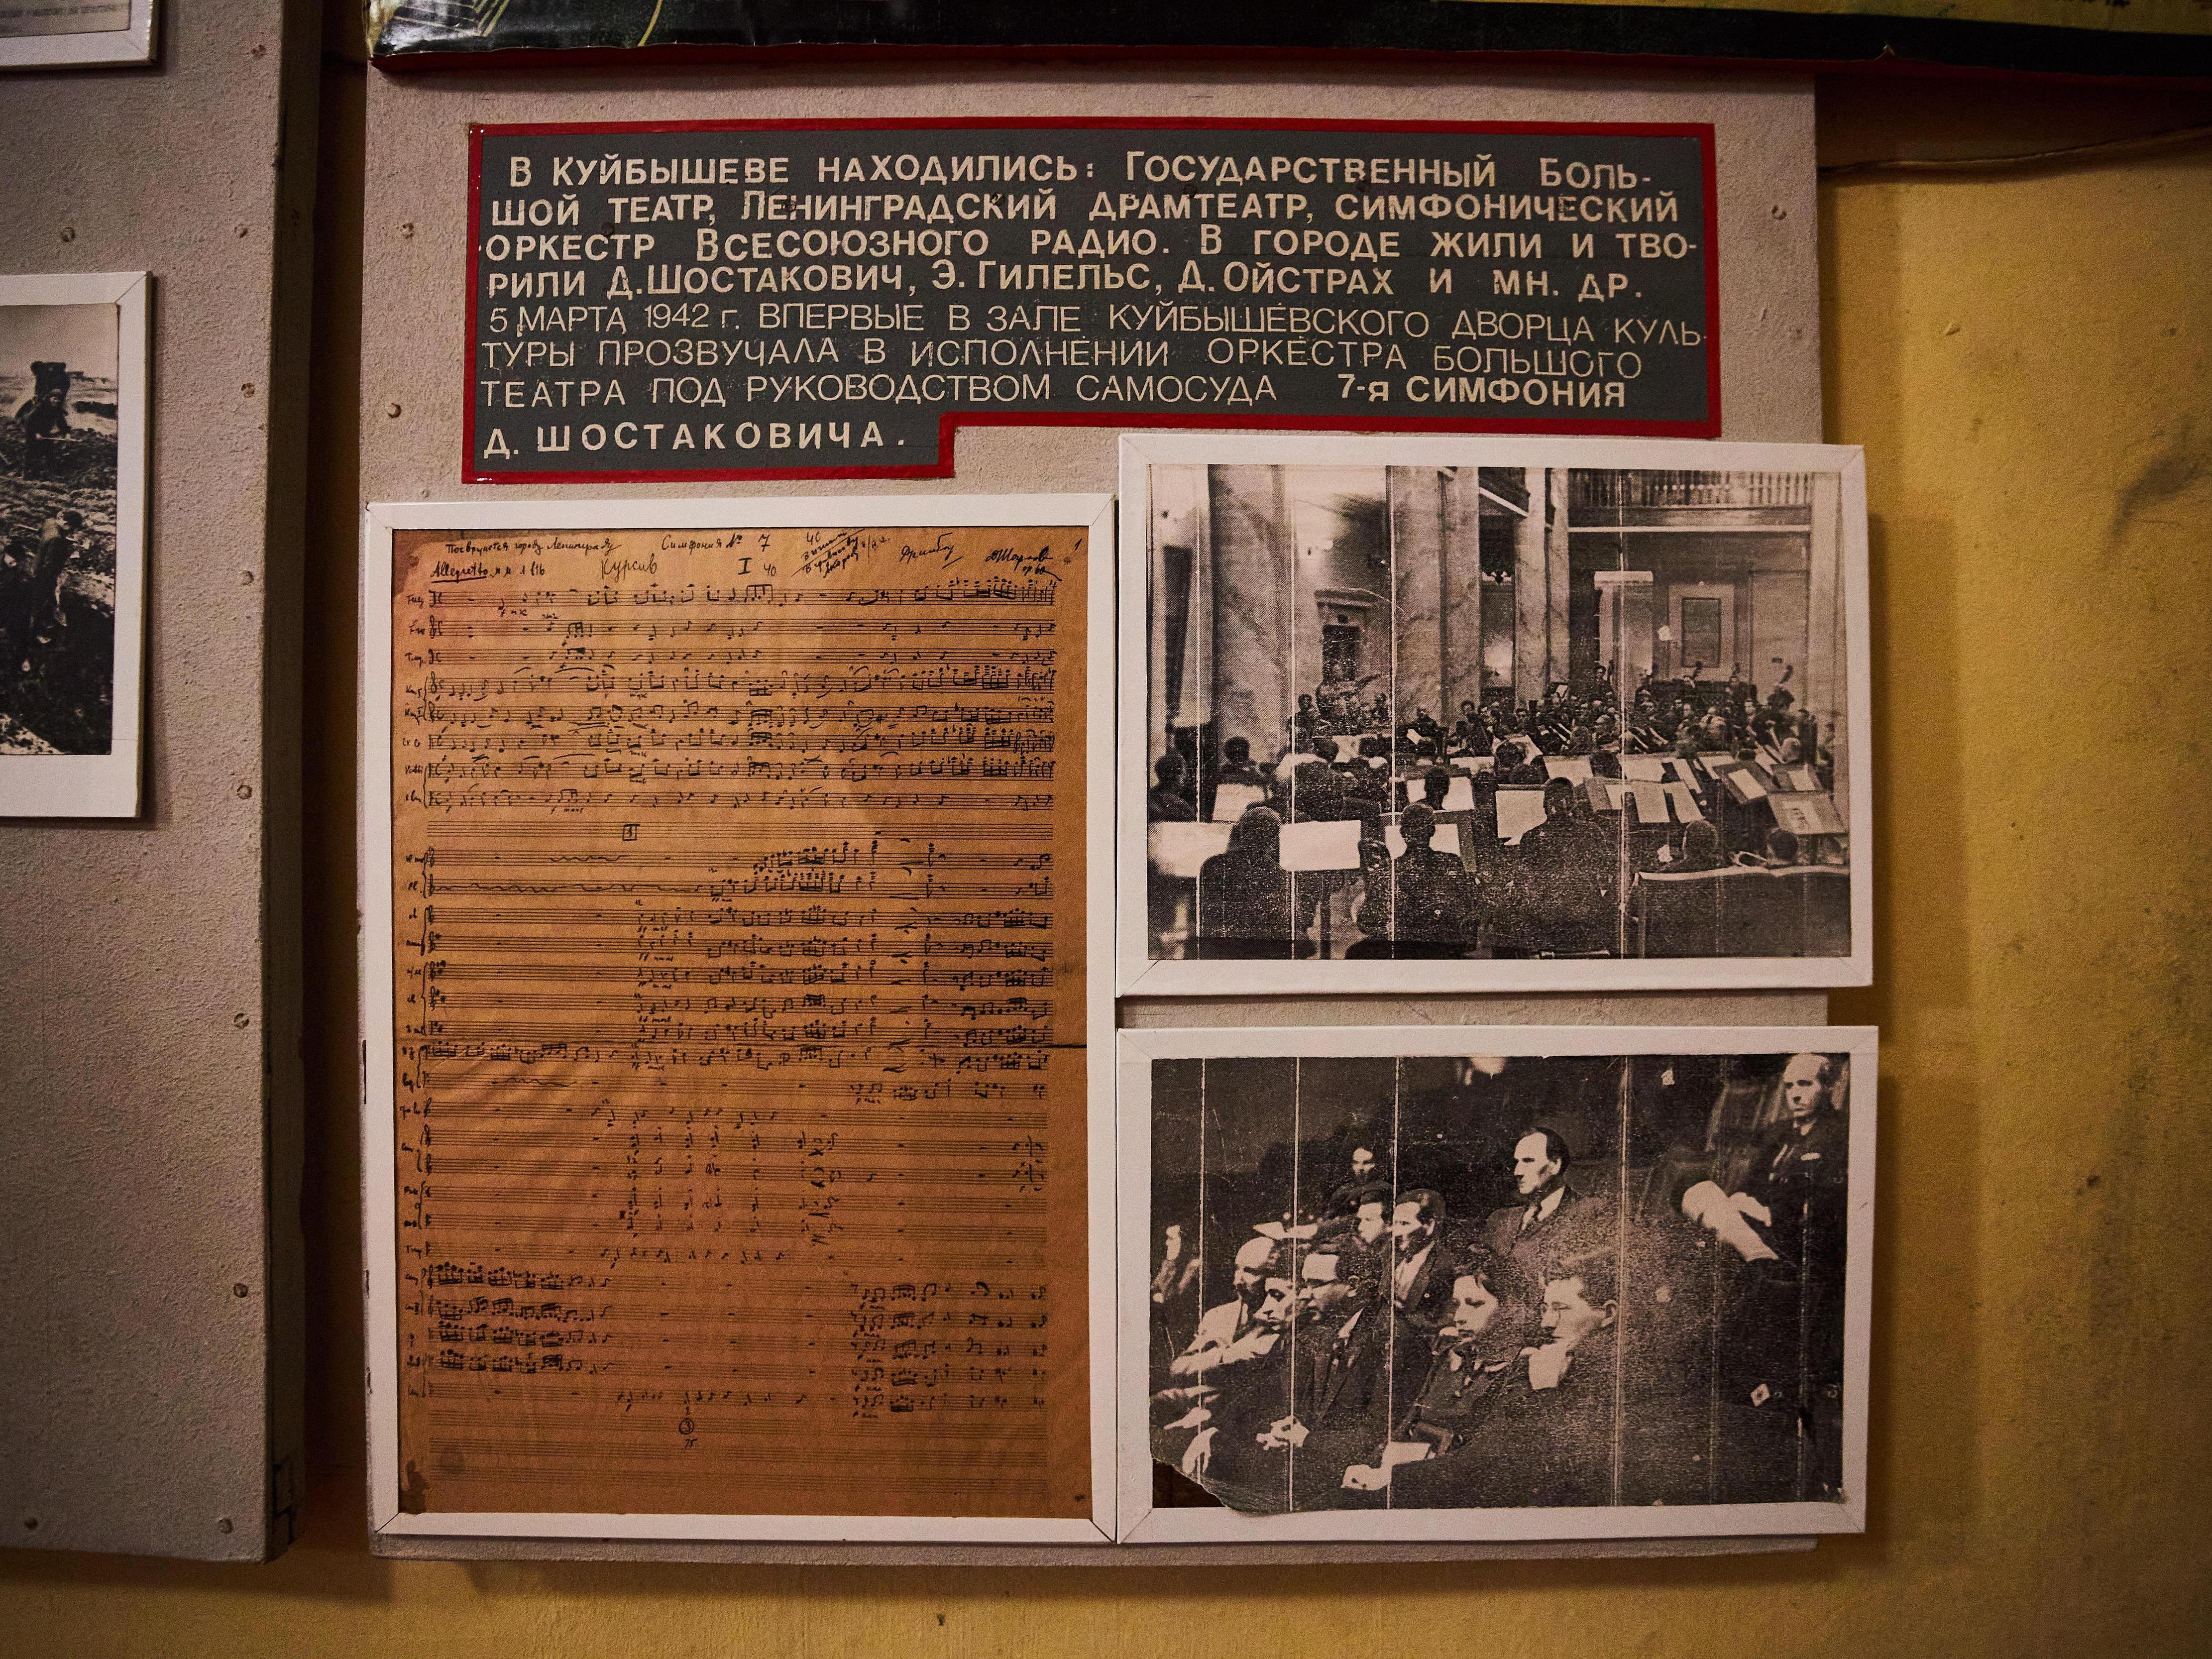 В КУЙБЫШЕВЕ НАХОДИЛИСЬ: ГОСУДАРСТВЕННЫЙ БОЛЬ-
ШОЙ ТЕАТР, ЛЕНИНГРАДСКИЙ ДРАМТЕАТР, СИМФОНИЧЕСКИЙ
ОРКЕСТР ВСЕСОЮЗНОГО РАДИО. В ГОРОДЕ ЖИЛИ И ТВО-
РИЛИ Д.ШОСТАКОВИЧ, Э.ГИЛЕЛЬС, Д.ОЙСТРАХ И МН. ДР.
5 МАРТА 1942 г. ВПЕРВЫЕ В ЗАЛЕ КУЙБЫШЕВСКОГО ДВОРЦА КУЛЬ-
ТУРЫ ПРОЗВУЧАЛА В ИСПОЛНЕНИИ ОРКЕСТРА БОЛЬШОГО
ТЕАТРА ПОД РУКОВОДСТВОМ САМОСУДА 7-я СИМФОНИЯ
Д. ШОСТАКОВИЧА.
Посвящается городу Ленинграду Симфония № 7
Allegretto Курсив I 40